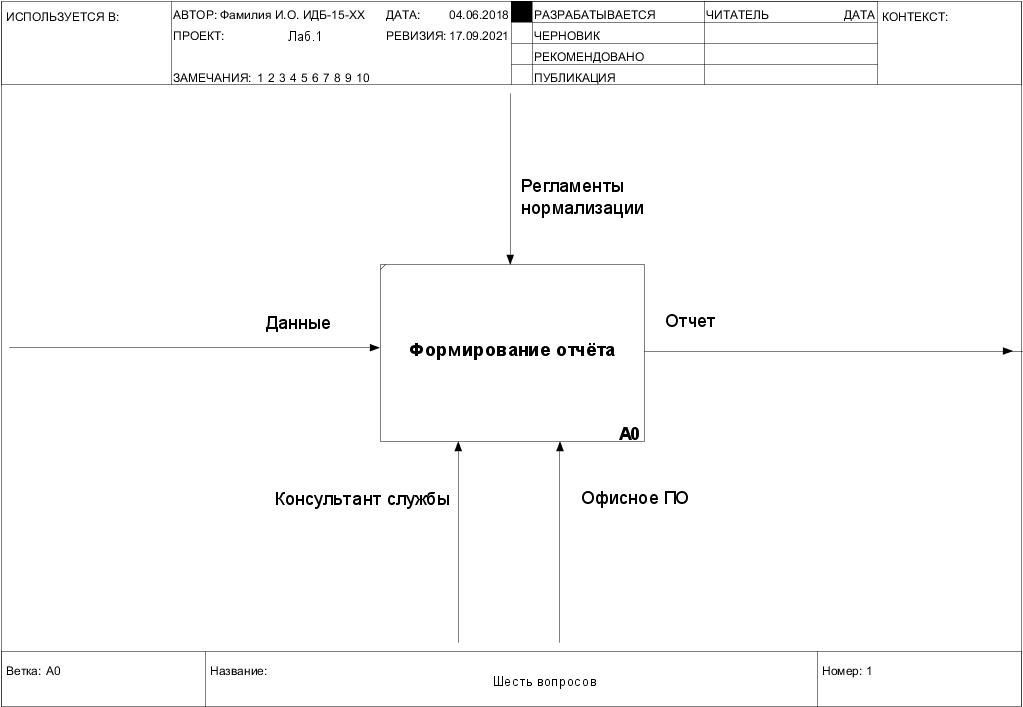 ИСПОЛЬЗУЕТСЯ В:
АВТОР: Фамилия И.О. ИДБ-15-ХХ
ДАТА: 04.06.2018
ПРОЕКТ: Лаб.1
РЕВИЗИЯ: 17.09.2021
ЗАМЕЧАНИЯ: 1 2 3 4 5 6 7 8 9 10
РАЗРАБАТЫВАЕТСЯ
ЧЕРНОВИК
РЕКОМЕНДОВАНО
ПУБЛИКАЦИЯ
ЧИТАТЕЛЬ ДАТА
КОНТЕКСТ:
Регламенты
нормализации
Данные
Формирование отчёта
A0
Отчет
Консультант службы
Офисное ПО
Ветка: A0
Название:
Шесть вопросов
Номер: 1